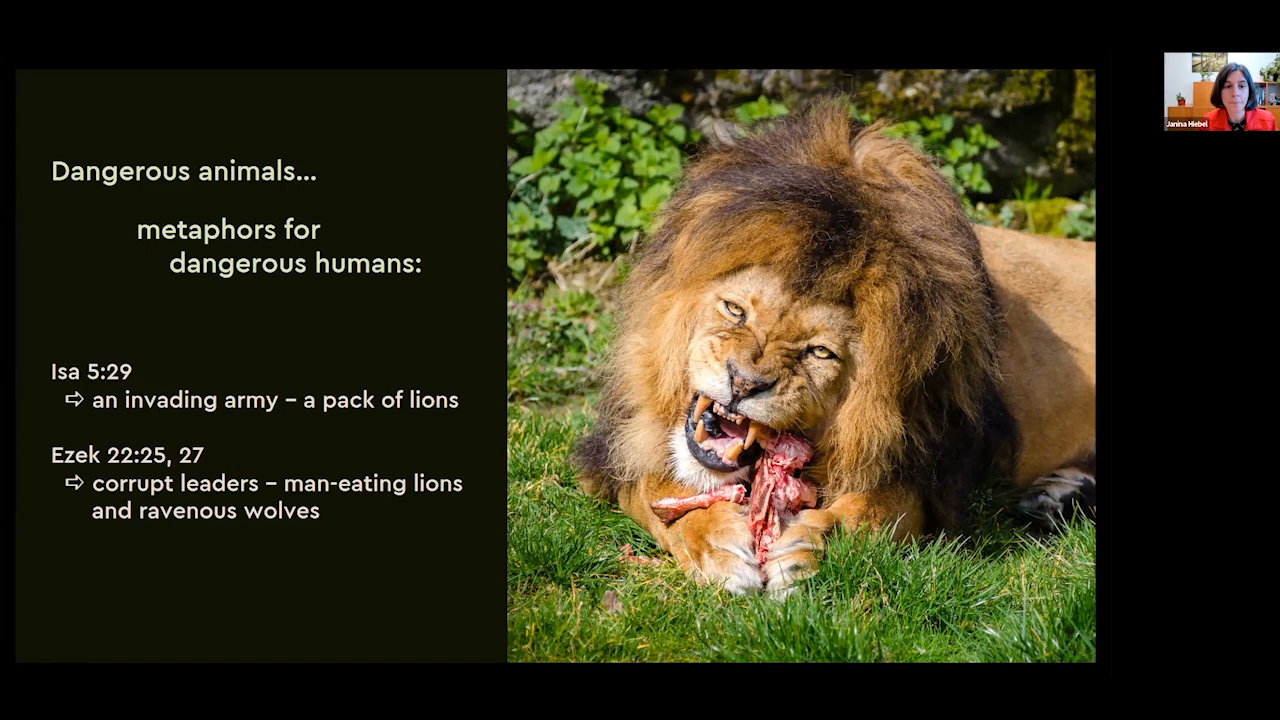 Dangerous animals...
metaphors for
dangerous humans:
Isa 5:29
⇨ an invading army – a pack of lions
Ezek 22:25, 27
⇨ corrupt leaders – man-eating lions
and ravenous wolves
Janina Hiebel